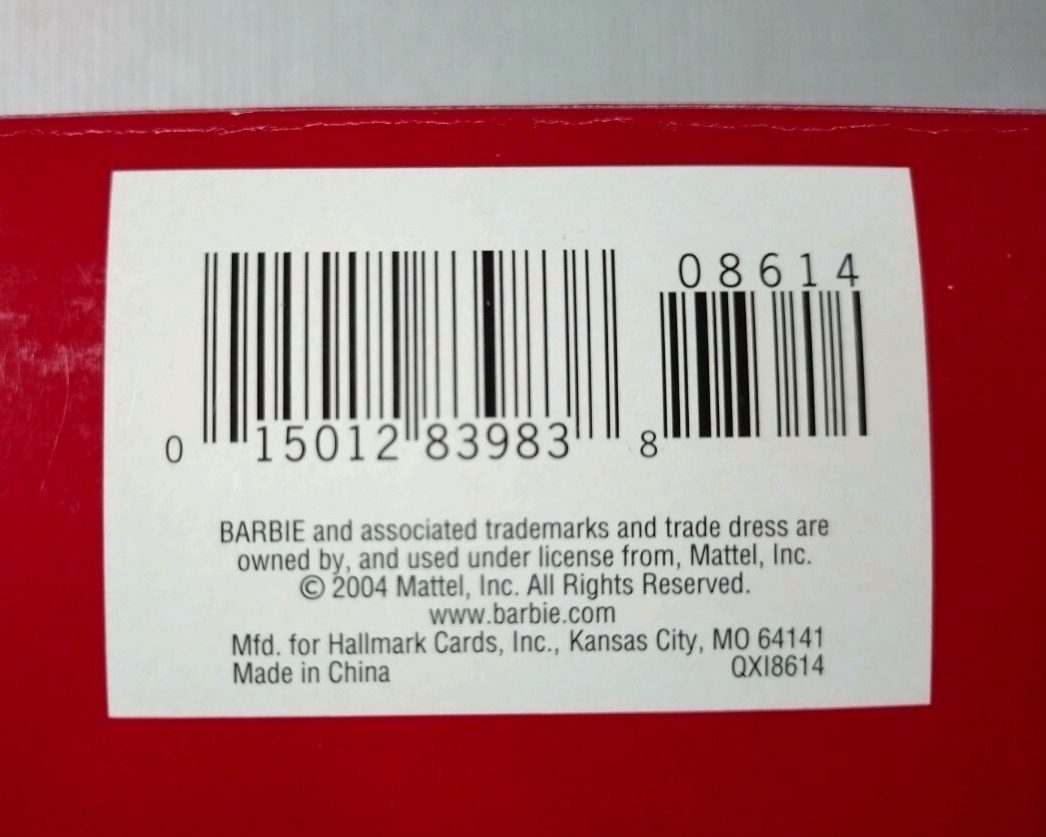 08614
0 15012 83983 8
BARBIE and associated trademarks and trade dress are
owned by, and used under license from, Mattel, Inc.
© 2004 Mattel, Inc. All Rights Reserved.
www.barbie.com
Mfd. for Hallmark Cards, Inc., Kansas City, MO 64141
Made in China QXI8614